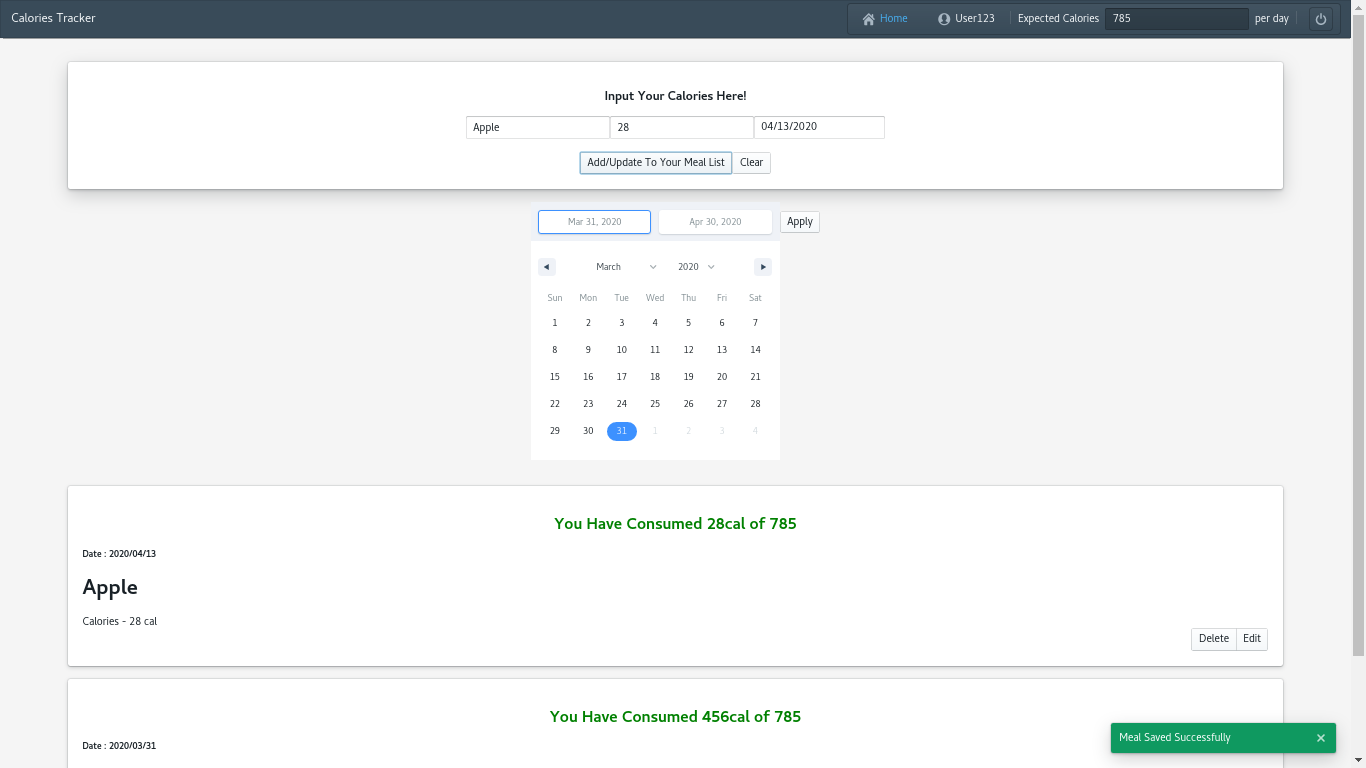 Calories Tracker Home User123 Expected Calories 785 per day
Input Your Calories Here!
Apple 28 04/13/2020
Add/Update To Your Meal List Clear
Mar 31, 2020 Apr 30, 2020 Apply
March 2020
Sun Mon Tue Wed Thu Fri Sat
1 2 3 4 5 6 7
8 9 10 11 12 13 14
15 16 17 18 19 20 21
22 23 24 25 26 27 28
29 30 31 1 2 3 4
You Have Consumed 28cal of 785
Date : 2020/04/13
Apple
Calories - 28 cal
Delete Edit
You Have Consumed 456cal of 785
Date : 2020/03/31
Meal Saved Successfully